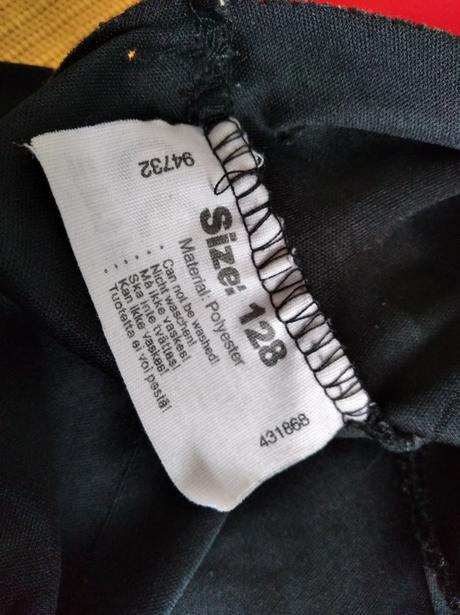 94732
Size: 128
Material: Polyester
Can not be washed!
Nicht waschen!
Må ikke vaskes!
Ska inte tvättas!
Kan ikke vaskes!
Tuotetta ei voi pestä!
431868